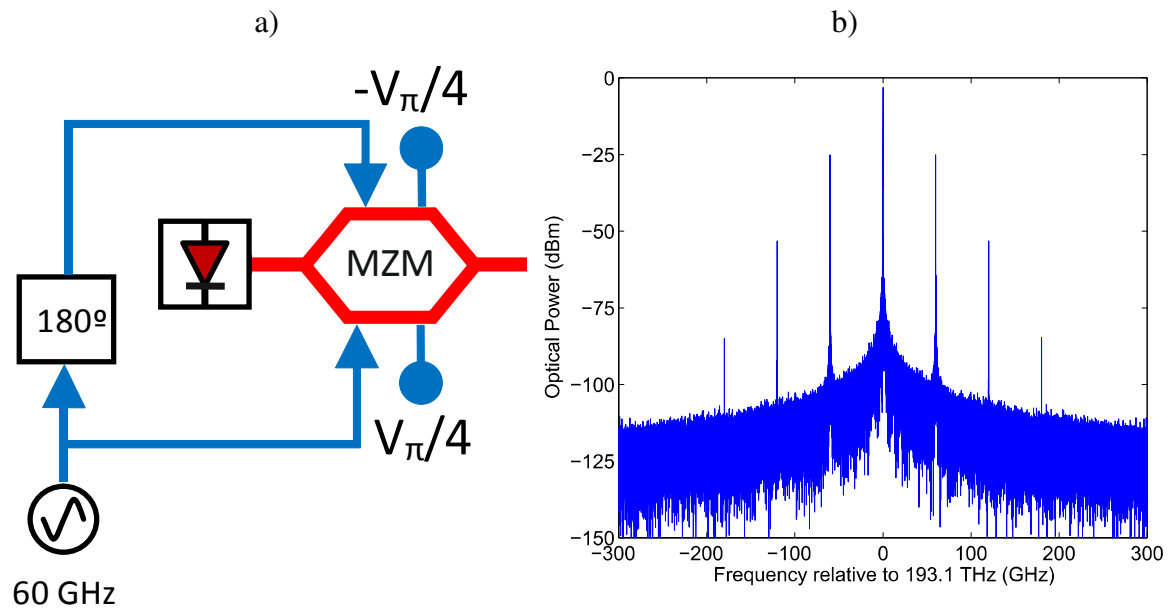 a)
-Vπ/4
MZM
180º
Vπ/4
60 GHz
b)
Optical Power (dBm)
0
−25
−50
−75
−100
−125
−150
−300
−200
−100
0
100
200
300
Frequency relative to 193.1 THz (GHz)